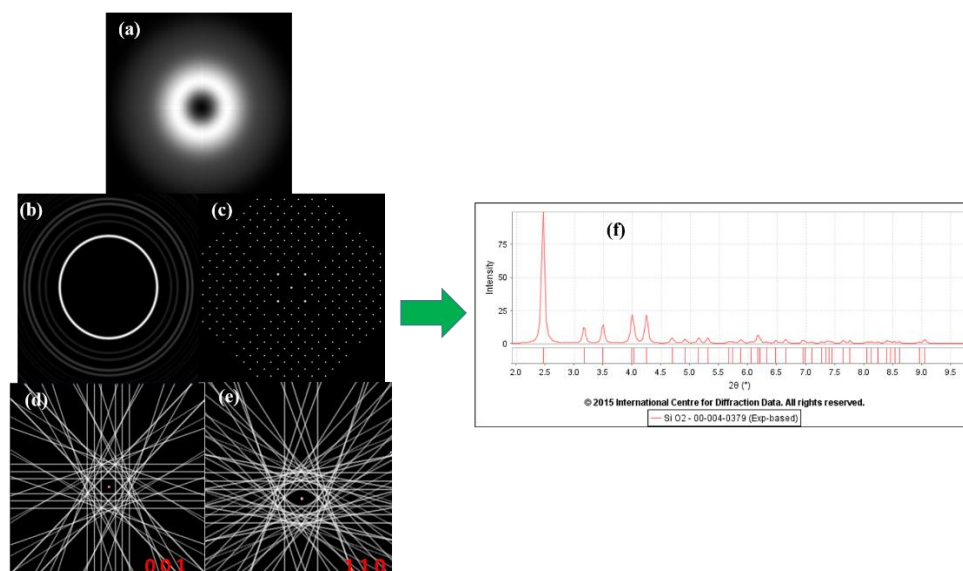 (a)
(b)
(c)
(d)
(e)
0 0 1
1 1 0
(f)
Intensity
75
50
25
0
2.0 2.5 3.0 3.5 4.0 4.5 5.0 5.5 6.0 6.5 7.0 7.5 8.0 8.5 9.0 9.5
2θ (°)
© 2015 International Centre for Diffraction Data. All rights reserved.
Si O2 - 00-004-0379 (Exp-based)